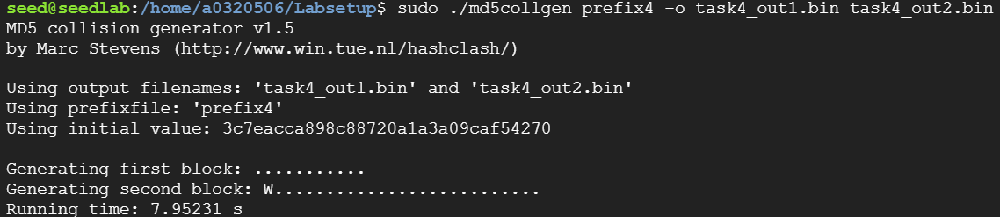 seed@seedlab:/home/a0320506/Labsetup$ sudo ./md5collgen prefix4 -o task4_out1.bin task4_out2.bin
MD5 collision generator v1.5
by Marc Stevens (http://www.win.tue.nl/hashclash/)
Using output filenames: 'task4_out1.bin' and 'task4_out2.bin'
Using prefixfile: 'prefix4'
Using initial value: 3c7eacca898c88720a1a3a09caf54270
Generating first block: ...........
Generating second block: W..........................
Running time: 7.95231 s